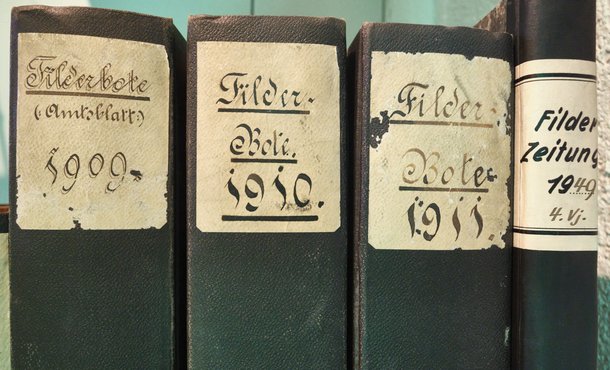 Filderbote
(Amtsblatt.)
1909.
Filder-
Bote.
1910.
Filder-
Bote.
1911.
Filder
Zeitung
1949
4. Vj.